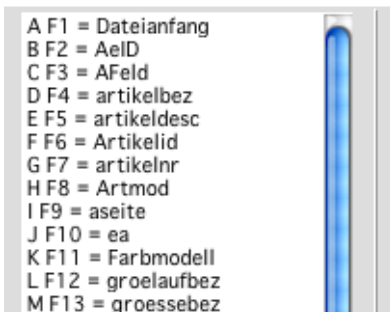 A F1 = Dateianfang
B F2 = AeID
C F3 = AFeld
D F4 = artikelbez
E F5 = artikeldesc
F F6 = Artikelid
G F7 = artikelnr
H F8 = Artmod
I F9 = aseite
J F10 = ea
K F11 = Farbmodell
L F12 = groelaufbez
M F13 = groessebez